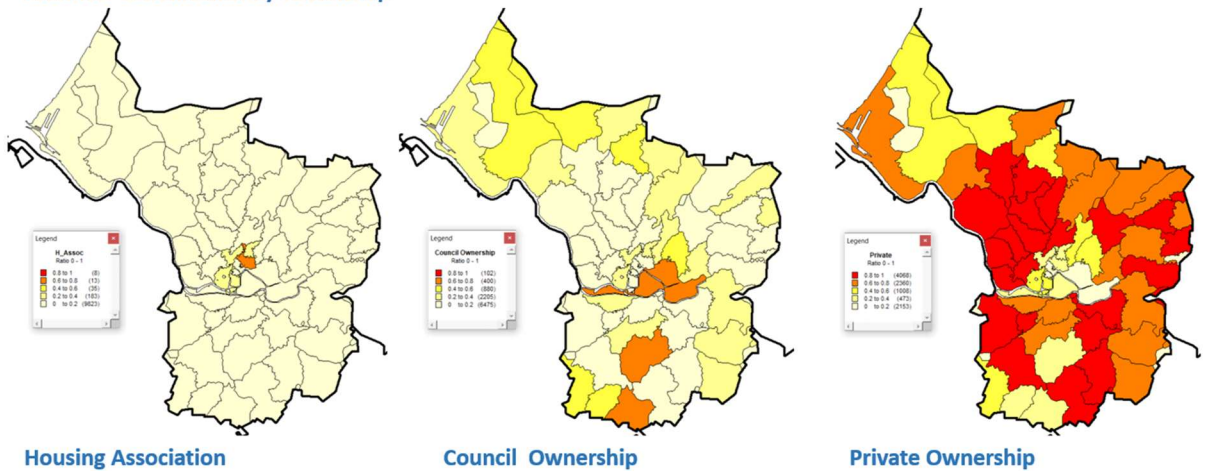 Legend
H_Assoc
Ratio 0 - 1
0.8 to 1 (8)
0.6 to 0.8 (13)
0.4 to 0.6 (35)
0.2 to 0.4 (183)
0 to 0.2 (9823)
Housing Association
Legend
Council Ownership
Ratio 0 - 1
0.8 to 1 (102)
0.6 to 0.8 (400)
0.4 to 0.6 (880)
0.2 to 0.4 (2205)
0 to 0.2 (6475)
Council Ownership
Legend
Private
Ratio 0 - 1
0.8 to 1 (4068)
0.6 to 0.8 (2360)
0.4 to 0.6 (1008)
0.2 to 0.4 (473)
0 to 0.2 (2153)
Private Ownership